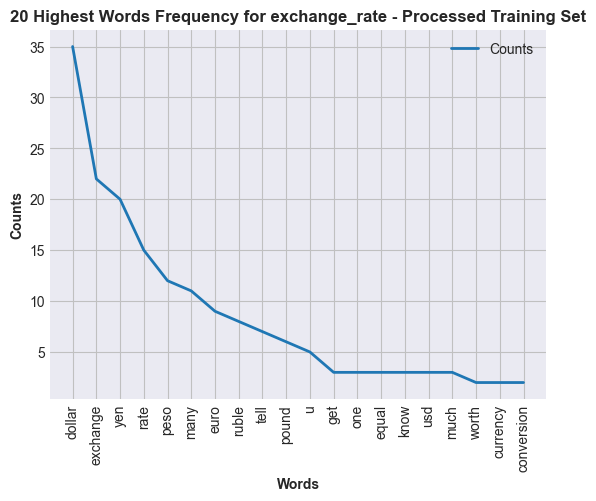 20 Highest Words Frequency for exchange_rate - Processed Training Set
Counts
35
30
25
20
15
10
5
Counts
dollar
exchange
yen
rate
peso
many
euro
ruble
tell
pound
u
get
one
equal
know
usd
much
worth
currency
conversion
Words